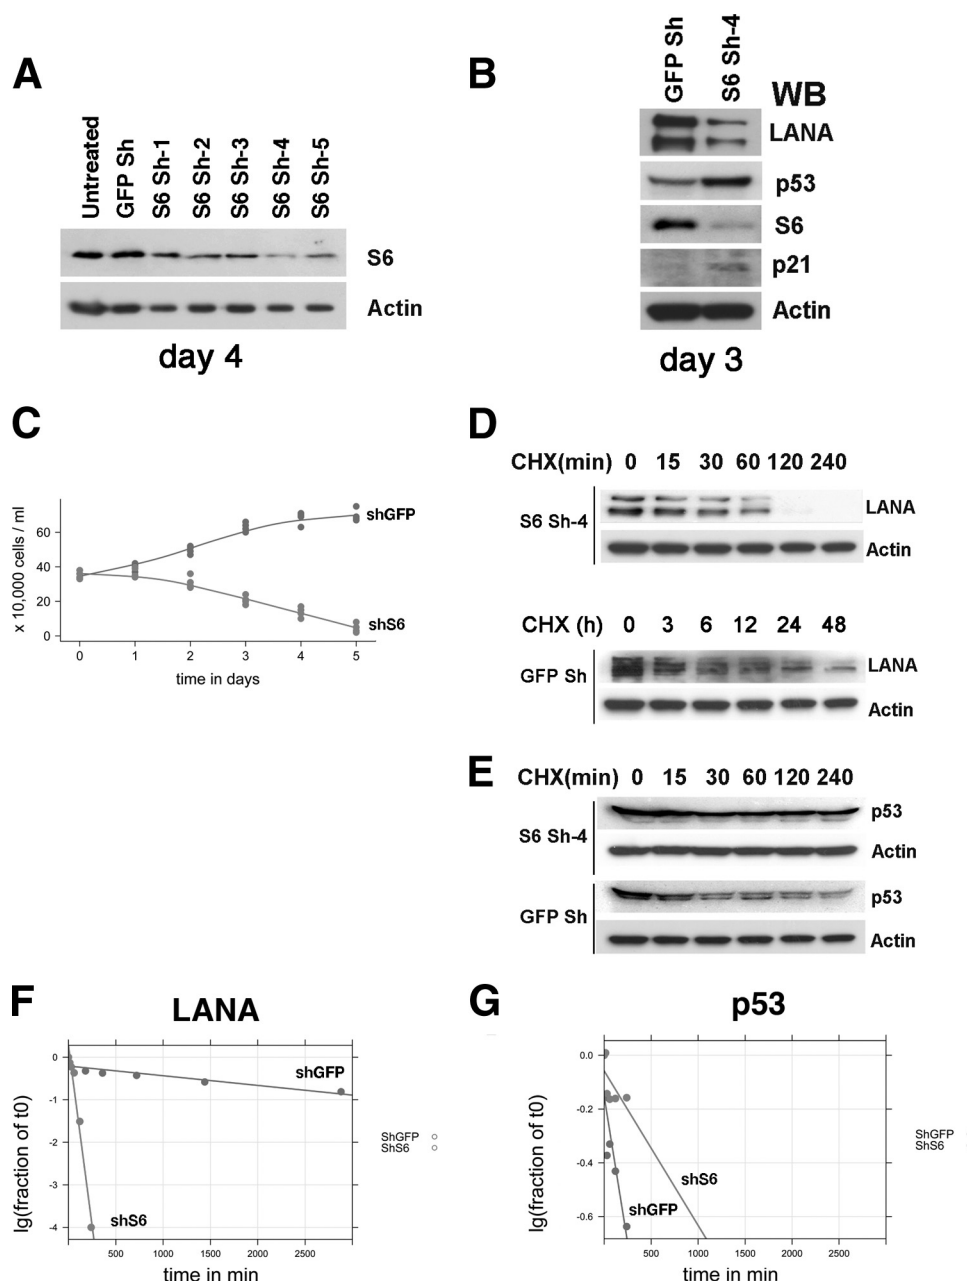 A
Untreated
GFP Sh
S6 Sh-1
S6 Sh-2
S6 Sh-3
S6 Sh-4
S6 Sh-5
S6
Actin
day 4
B
GFP Sh
S6 Sh-4
WB
LANA
p53
S6
p21
Actin
day 3
C
x 10,000 cells / ml
60
40
20
0
shGFP
shS6
0 1 2 3 4 5
time in days
D
CHX(min) 0 15 30 60 120 240
S6 Sh-4
LANA
Actin
CHX (h) 0 3 6 12 24 48
GFP Sh
LANA
Actin
E
CHX(min) 0 15 30 60 120 240
S6 Sh-4
p53
Actin
GFP Sh
p53
Actin
F
LANA
lg(fraction of t0)
0
-1
-2
-3
-4
shGFP
shS6
500 1000 1500 2000 2500
time in min
ShGFP
ShS6
G
p53
lg(fraction of t0)
0.0
-0.2
-0.4
-0.6
shS6
shGFP
500 1000 1500 2000 2500
time in min
ShGFP
ShS6